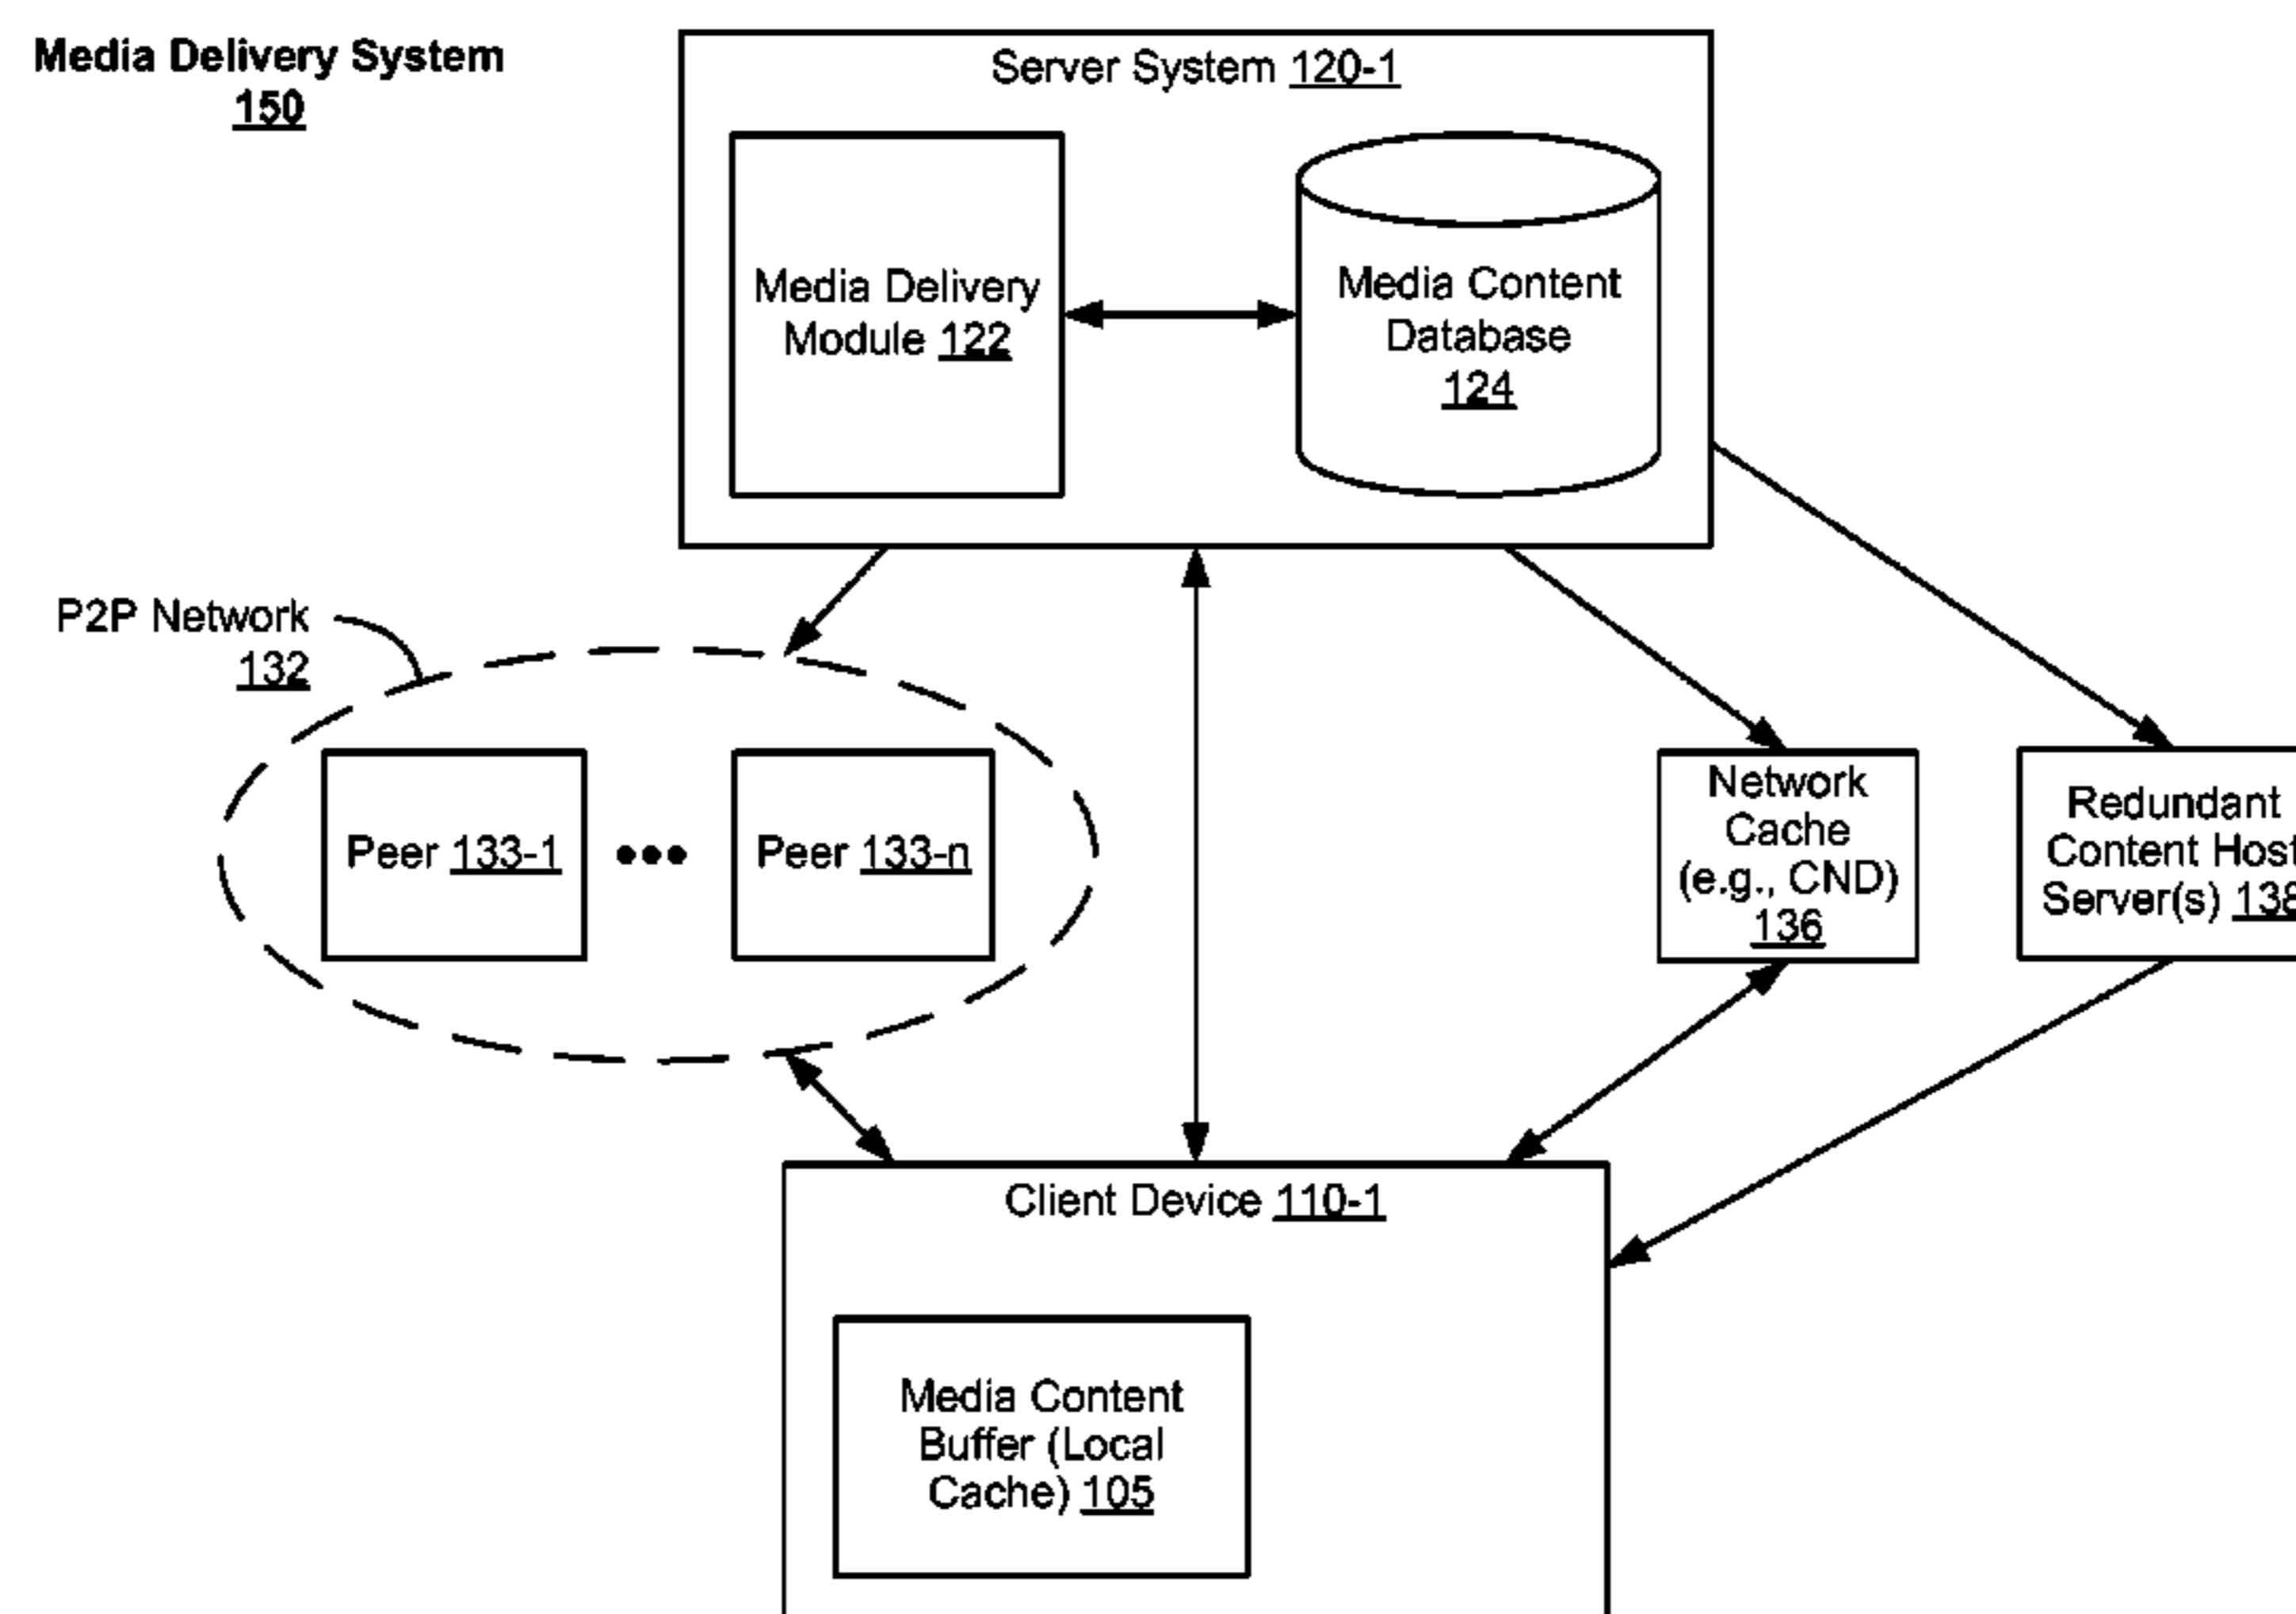 Media Delivery System
150
Server System 120-1
Media Delivery
Module 122
Media Content
Database
124
P2P Network
132
Peer 133-1
Peer 133-n
Network
Cache
(e.g., CND)
136
Redundant
Content Host
Server(s) 138
Client Device 110-1
Media Content
Buffer (Local
Cache) 105